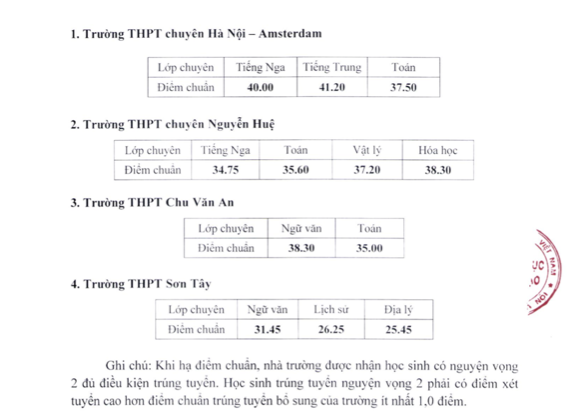 1. Trường THPT chuyên Hà Nội – Amsterdam
Lớp chuyên Tiếng Nga Tiếng Trung Toán
Điểm chuẩn 40.00 41.20 37.50
2. Trường THPT chuyên Nguyễn Huệ
Lớp chuyên Tiếng Nga Toán Vật lý Hóa học
Điểm chuẩn 34.75 35.60 37.20 38.30
3. Trường THPT Chu Văn An
Lớp chuyên Ngữ văn Toán
Điểm chuẩn 38.30 35.00
4. Trường THPT Sơn Tây
Lớp chuyên Ngữ văn Lịch sử Địa lý
Điểm chuẩn 31.45 26.25 25.45
Ghi chú: Khi hạ điểm chuẩn, nhà trường được nhận học sinh có nguyện vọng
2 đủ điều kiện trúng tuyển. Học sinh trúng tuyển nguyện vọng 2 phải có điểm xét
tuyển cao hơn điểm chuẩn trúng tuyển bổ sung của trường ít nhất 1,0 điểm.
VIỆT NAM
NỘI